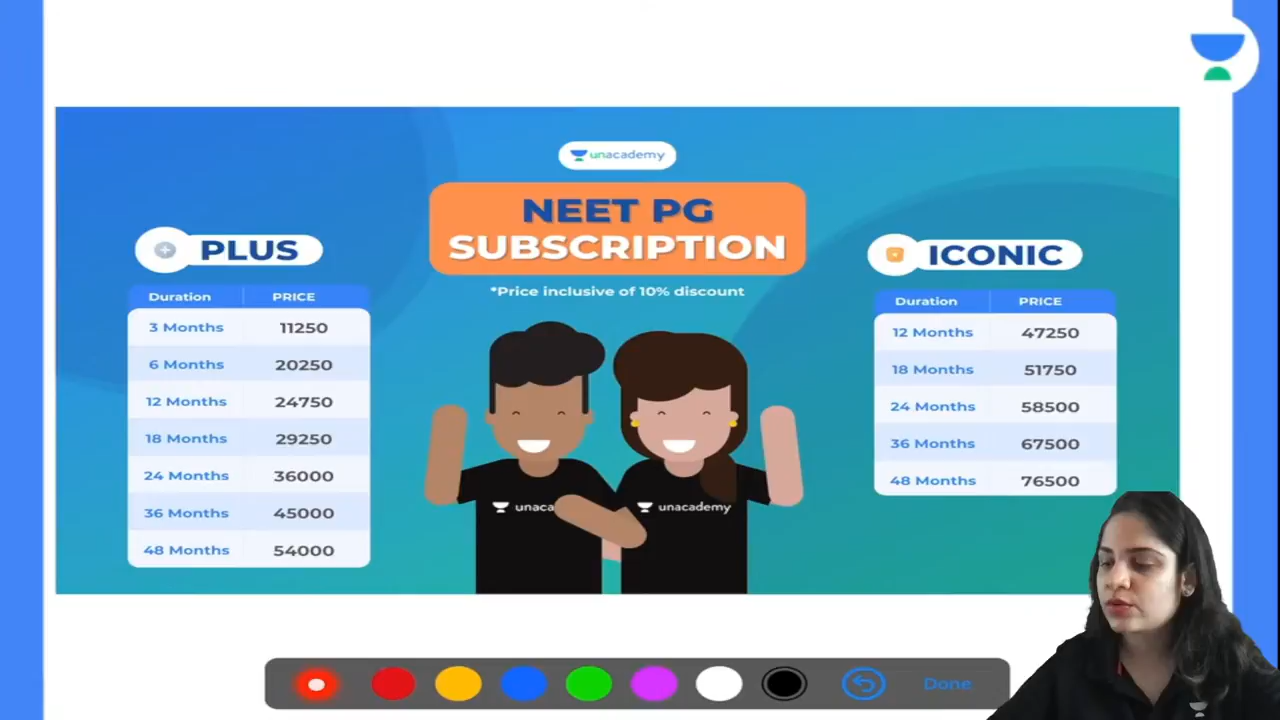 unacademy
NEET PG
SUBSCRIPTION
*Price inclusive of 10% discount
PLUS
Duration PRICE
3 Months 11250
6 Months 20250
12 Months 24750
18 Months 29250
24 Months 36000
36 Months 45000
48 Months 54000
ICONIC
Duration PRICE
12 Months 47250
18 Months 51750
24 Months 58500
36 Months 67500
48 Months 76500
unaca
unacademy
Done